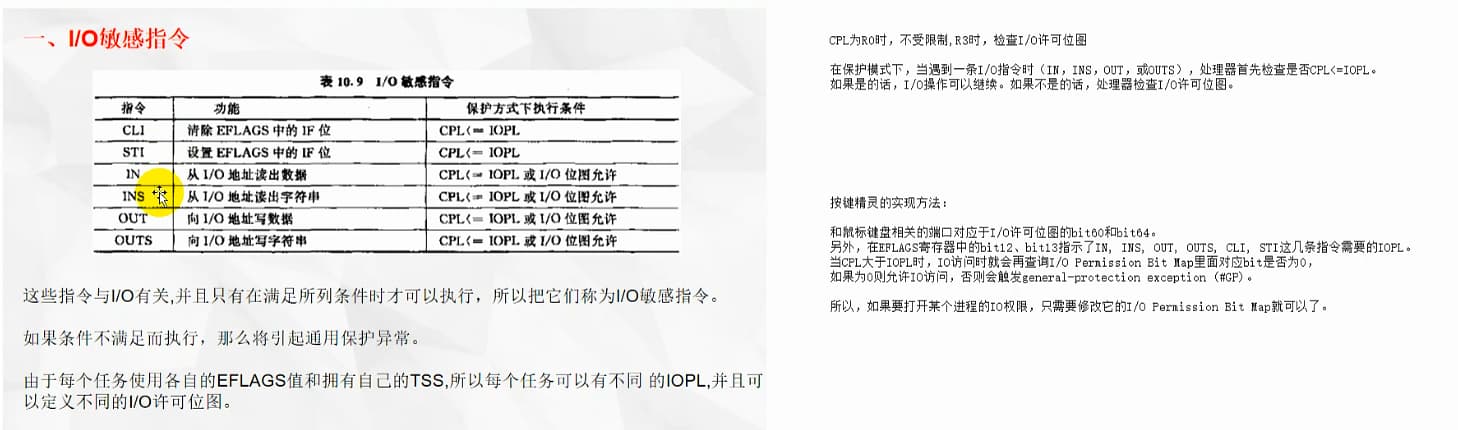 一、I/O敏感指令
表 10.9 I/O 敏感指令
指令 功能 保护方式下执行条件
CLI 清除 EFLAGS 中的 IF 位 CPL<= IOPL
STI 设置 EFLAGS 中的 IF 位 CPL<= IOPL
IN 从 I/O 地址读出数据 CPL<= IOPL 或 I/O 位图允许
INS 从 I/O 地址读出字符串 CPL<= IOPL 或 I/O 位图允许
OUT 向 I/O 地址写数据 CPL<= IOPL 或 I/O 位图允许
OUTS 向 I/O 地址写字符串 CPL<= IOPL 或 I/O 位图允许
这些指令与I/O有关,并且只有在满足所列条件时才可以执行，所以把它们称为I/O敏感指令。
如果条件不满足而执行，那么将引起通用保护异常。
由于每个任务使用各自的EFLAGS值和拥有自己的TSS,所以每个任务可以有不同 的IOPL,并且可
以定义不同的I/O许可位图。
CPL为R0时，不受限制,R3时，检查I/O许可位图
在保护模式下，当遇到一条I/O指令时（IN，INS，OUT，或OUTS），处理器首先检查是否CPL<=IOPL。
如果是的话，I/O操作可以继续。如果不是的话，处理器检查I/O许可位图。
按键精灵的实现方法：
和鼠标键盘相关的端口对应于I/O许可位图的bit60和bit64。
另外，在EFLAGS寄存器中的bit12、bit13指示了IN, INS, OUT, OUTS, CLI, STI这几条指令需要的IOPL。
当CPL大于IOPL时，IO访问时就会再查询I/O Permission Bit Map里面对应bit是否为0，
如果为0则允许IO访问，否则会触发general-protection exception (#GP)。
所以，如果要打开某个进程的IO权限，只需要修改它的I/O Permission Bit Map就可以了。